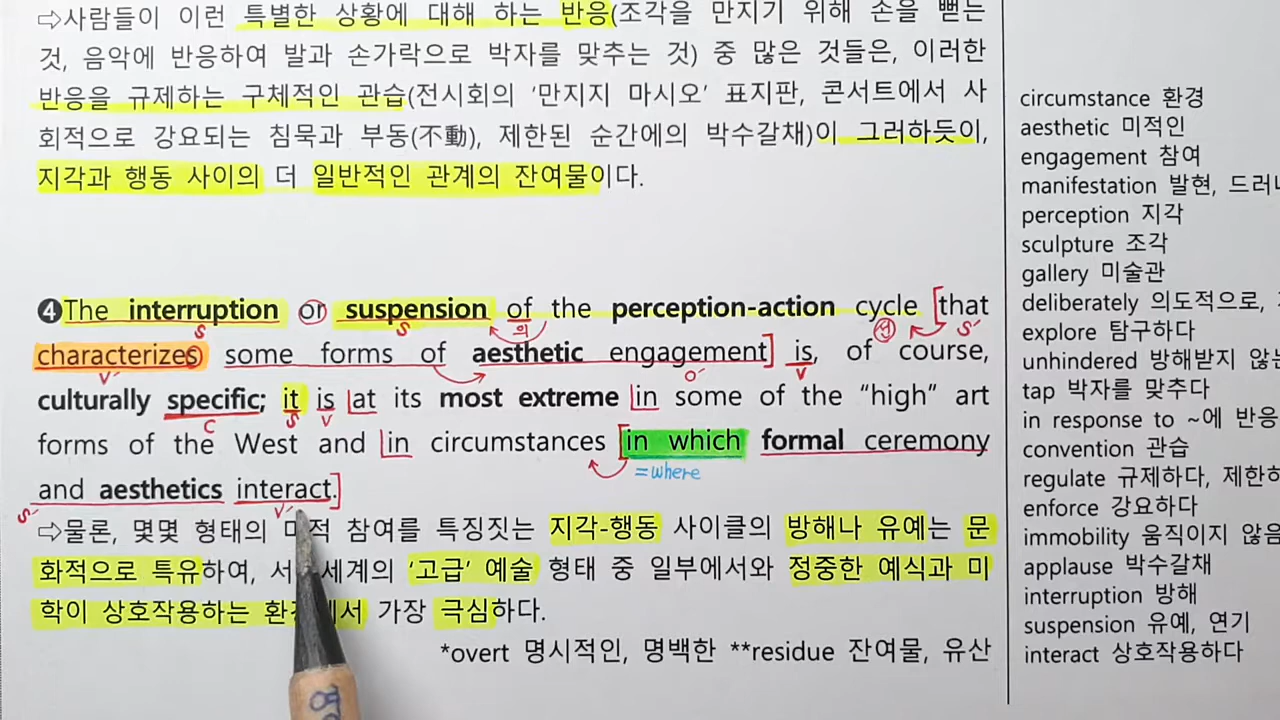 ⇨사람들이 이런 특별한 상황에 대해 하는 반응(조각을 만지기 위해 손을 뻗는
것, 음악에 반응하여 발과 손가락으로 박자를 맞추는 것) 중 많은 것들은, 이러한
반응을 규제하는 구체적인 관습(전시회의 ‘만지지 마시오’ 표지판, 콘서트에서 사
회적으로 강요되는 침묵과 부동(不動), 제한된 순간에의 박수갈채)이 그러하듯이,
지각과 행동 사이의 더 일반적인 관계의 잔여물이다.
❹The interruption or suspension of the perception-action cycle [that
S S 의 선 S´
characterizes some forms of aesthetic engagement] is, of course,
V´ O´ V
culturally specific; it is at its most extreme in some of the “high” art
C S V
forms of the West and in circumstances [in which formal ceremony
=where
and aesthetics interact.]
S´ V´
⇨물론, 몇몇 형태의 미적 참여를 특징짓는 지각-행동 사이클의 방해나 유예는 문
화적으로 특유하여, 세계의 ‘고급’ 예술 형태 중 일부에서와 정중한 예식과 미
학이 상호작용하는 가장 극심하다.
*overt 명시적인, 명백한 **residue 잔여물, 유산
circumstance 환경
aesthetic 미적인
engagement 참여
manifestation 발현,
perception 지각
sculpture 조각
gallery 미술관
deliberately 의도적으로,
explore 탐구하다
unhindered 방해받지
tap 박자를 맞추다
in response to ~에
convention 관습
regulate 규제하다,
enforce 강요하다
immobility 움직이지
applause 박수갈채
interruption 방해
suspension 유예, 연기
interact 상호작용하다